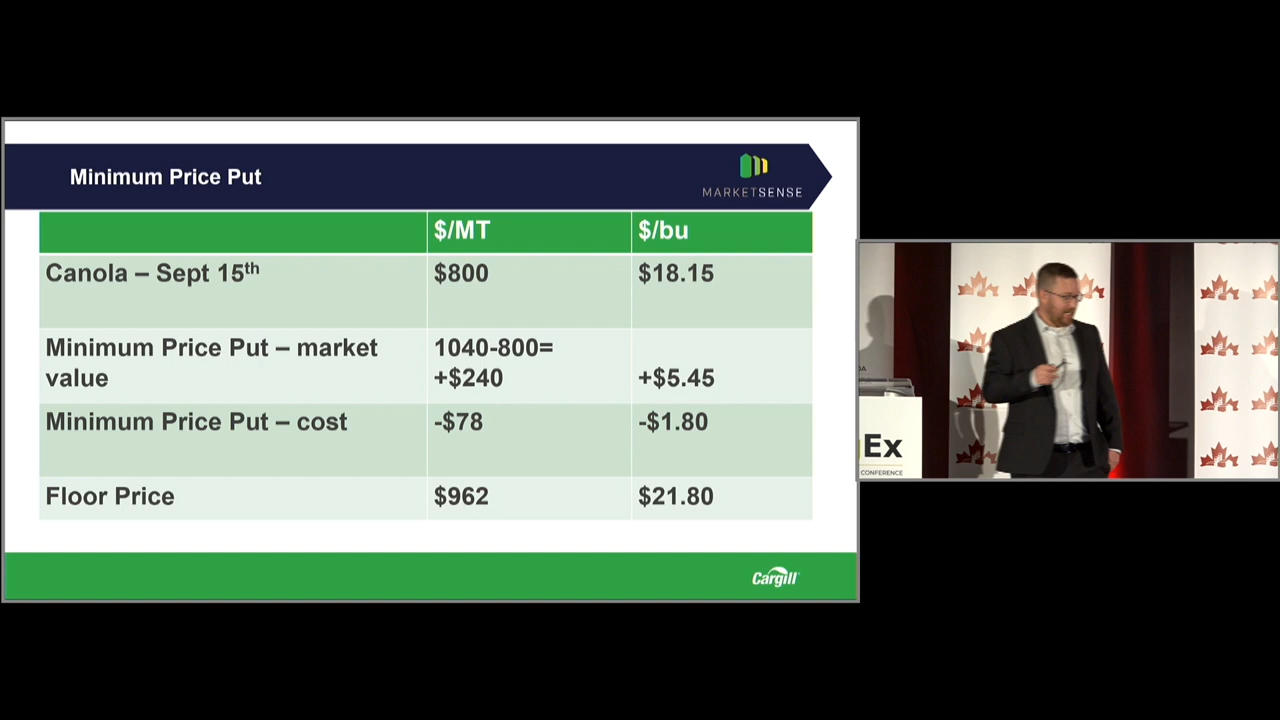 Minimum Price Put
MARKETSENSE
$/MT
$/bu
Canola – Sept 15th
$800
$18.15
Minimum Price Put – market
value
1040-800=
+$240
+$5.45
Minimum Price Put – cost
-$78
-$1.80
Floor Price
$962
$21.80
Cargill
Ex
CONFERENCE